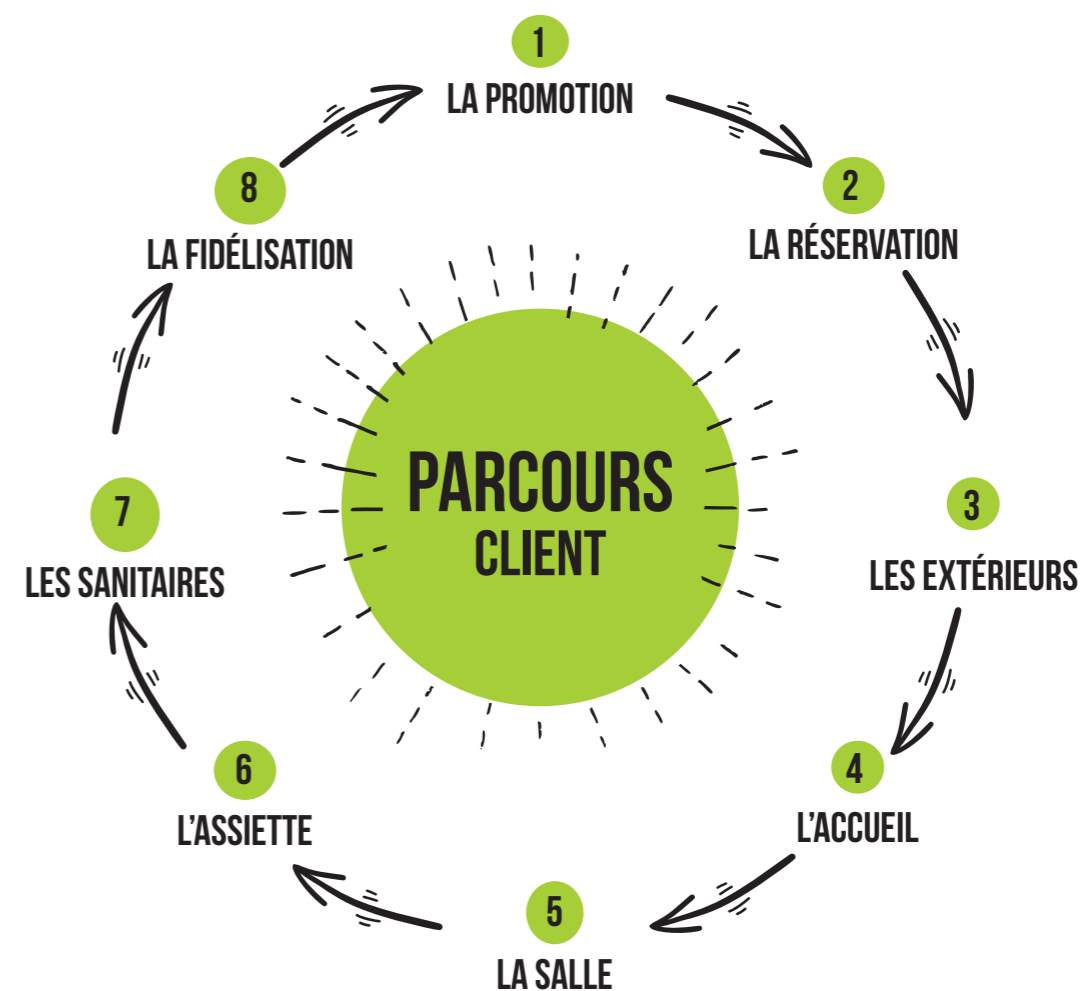 1
LA PROMOTION
2
LA RÉSERVATION
3
LES EXTÉRIEURS
4
L'ACCUEIL
5
LA SALLE
6
L'ASSIETTE
7
LES SANITAIRES
8
LA FIDÉLISATION
PARCOURS
CLIENT